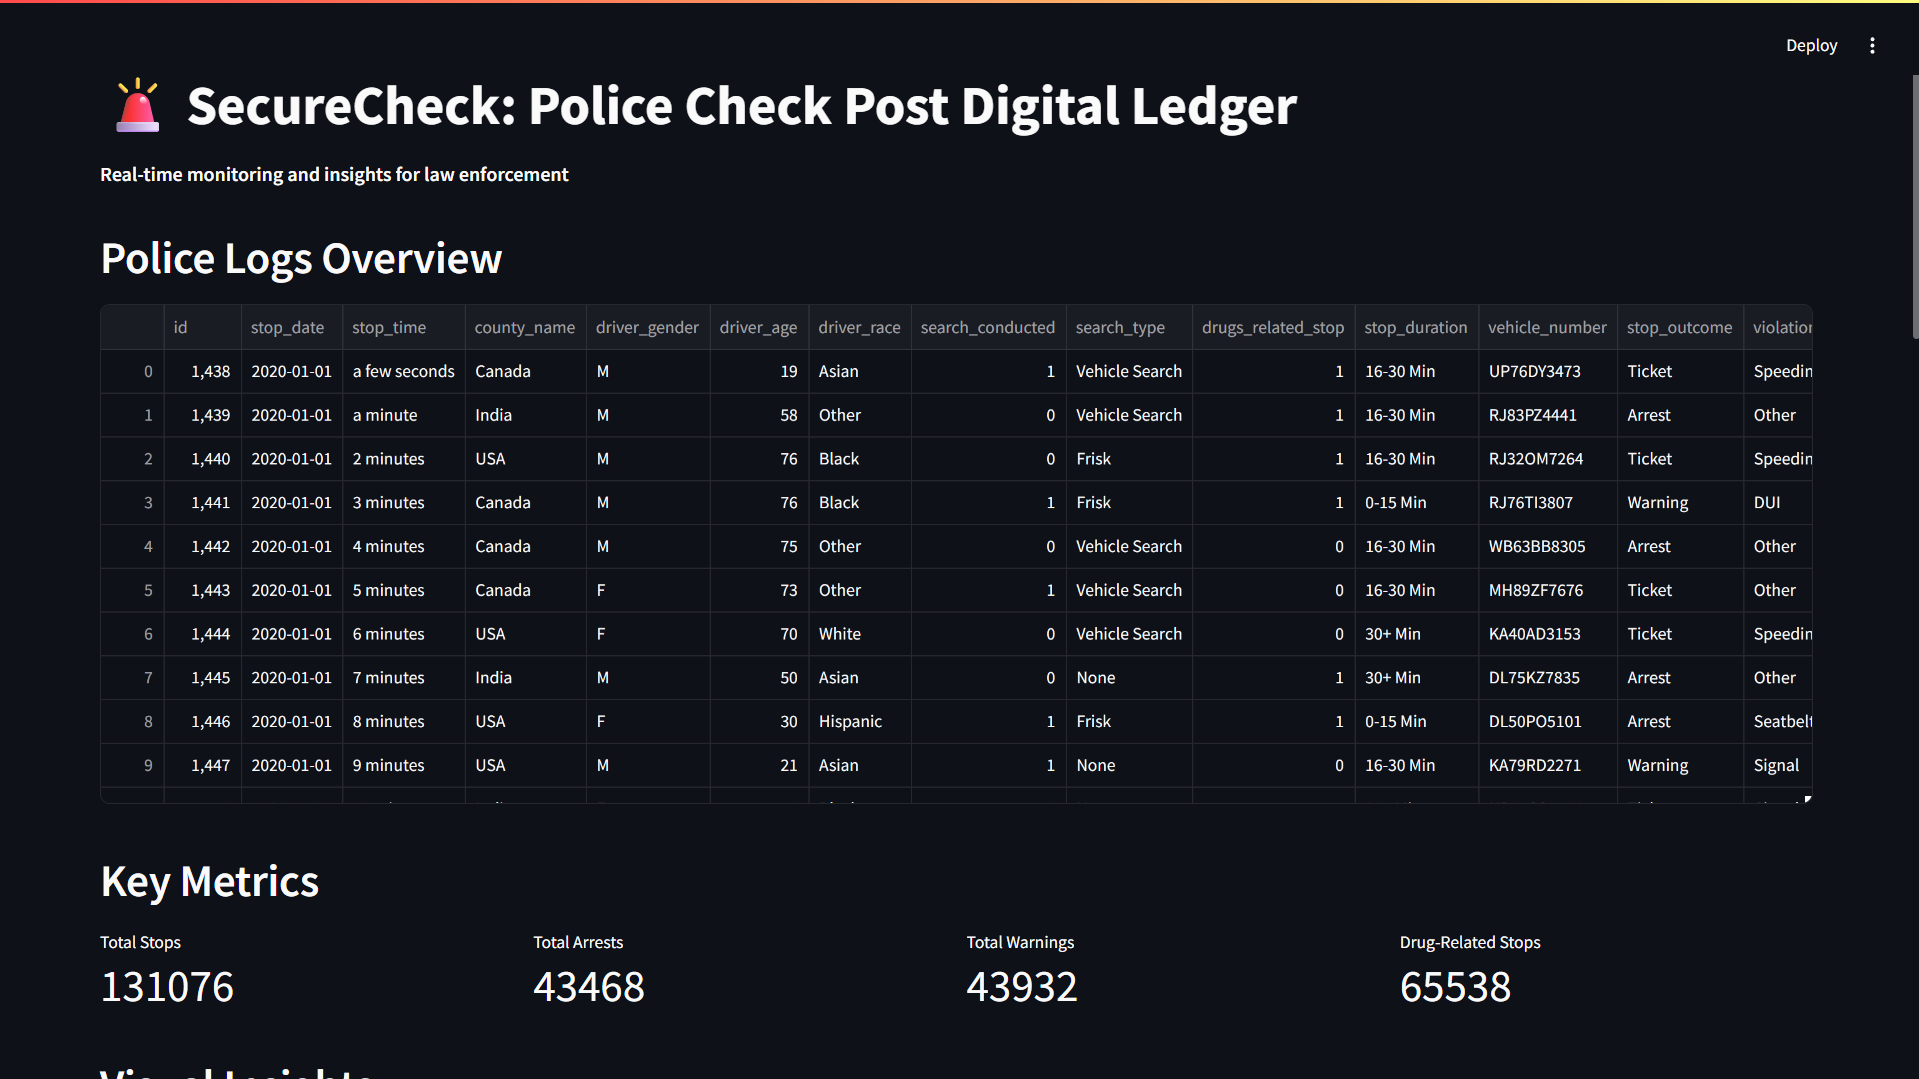 Deploy
SecureCheck: Police Check Post Digital Ledger
Real-time monitoring and insights for law enforcement
Police Logs Overview
id stop_date stop_time county_name driver_gender driver_age driver_race search_conducted search_type drugs_related_stop stop_duration vehicle_number stop_outcome violation
0 1,438 2020-01-01 a few seconds Canada M 19 Asian 1 Vehicle Search 1 16-30 Min UP76DY3473 Ticket Speedin
1 1,439 2020-01-01 a minute India M 58 Other 0 Vehicle Search 1 16-30 Min RJ83PZ4441 Arrest Other
2 1,440 2020-01-01 2 minutes USA M 76 Black 0 Frisk 1 16-30 Min RJ32OM7264 Ticket Speedin
3 1,441 2020-01-01 3 minutes Canada M 76 Black 1 Frisk 1 0-15 Min RJ76TI3807 Warning DUI
4 1,442 2020-01-01 4 minutes Canada M 75 Other 0 Vehicle Search 0 16-30 Min WB63BB8305 Arrest Other
5 1,443 2020-01-01 5 minutes Canada F 73 Other 1 Vehicle Search 0 16-30 Min MH89ZF7676 Ticket Other
6 1,444 2020-01-01 6 minutes USA F 70 White 0 Vehicle Search 0 30+ Min KA40AD3153 Ticket Speedin
7 1,445 2020-01-01 7 minutes India M 50 Asian 0 None 1 30+ Min DL75KZ7835 Arrest Other
8 1,446 2020-01-01 8 minutes USA F 30 Hispanic 1 Frisk 1 0-15 Min DL50PO5101 Arrest Seatbelt
9 1,447 2020-01-01 9 minutes USA M 21 Asian 1 None 0 16-30 Min KA79RD2271 Warning Signal
Key Metrics
Total Stops Total Arrests Total Warnings Drug-Related Stops
131076 43468 43932 65538
Visual Insights